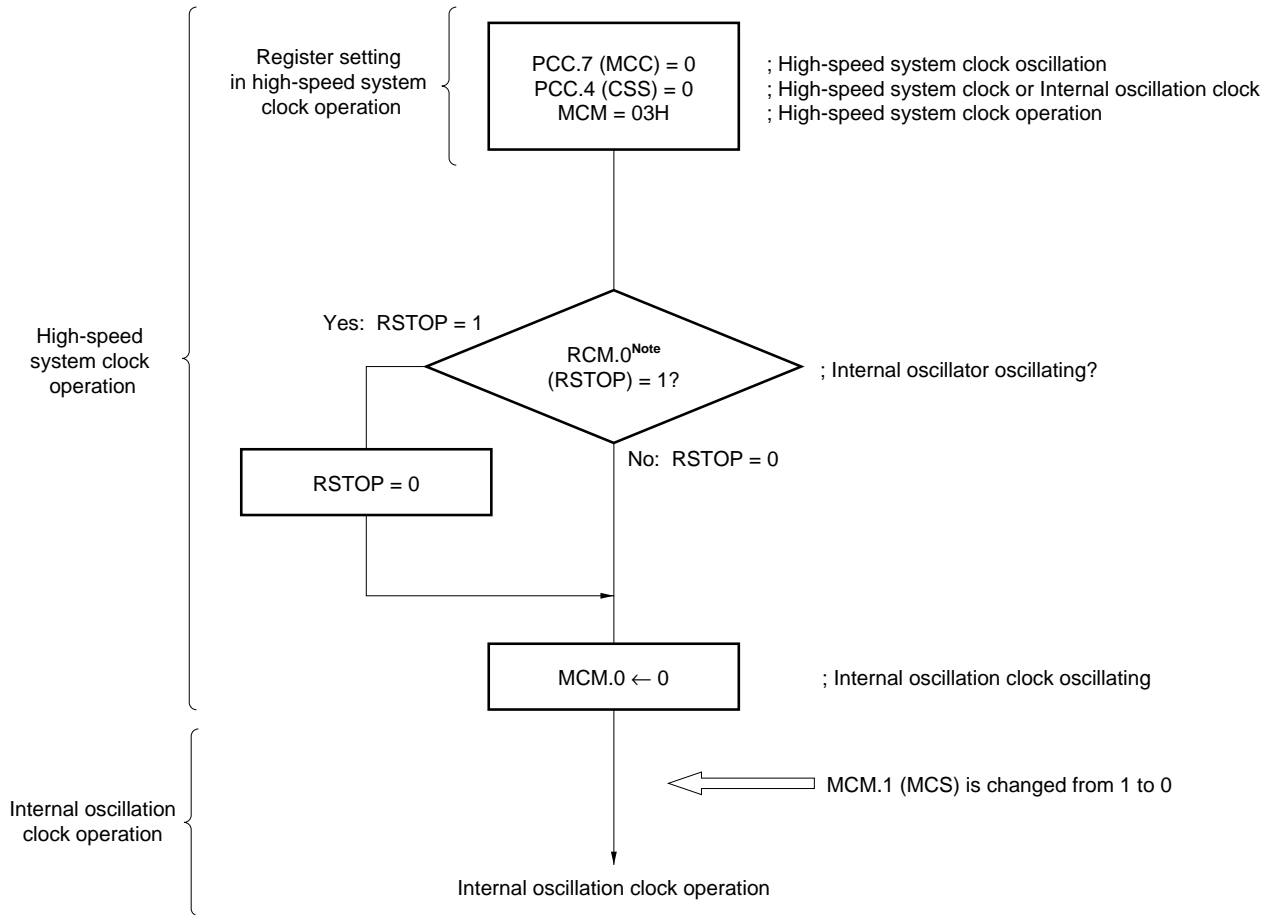 Register setting
in high-speed system
clock operation
PCC.7 (MCC) = 0
PCC.4 (CSS) = 0
MCM = 03H
; High-speed system clock oscillation
; High-speed system clock or Internal oscillation clock
; High-speed system clock operation
High-speed
system clock
operation
Yes: RSTOP = 1
RCM.0Note
(RSTOP) = 1?
; Internal oscillator oscillating?
No: RSTOP = 0
RSTOP = 0
MCM.0 ← 0
; Internal oscillation clock oscillating
MCM.1 (MCS) is changed from 1 to 0
Internal oscillation
clock operation
Internal oscillation clock operation